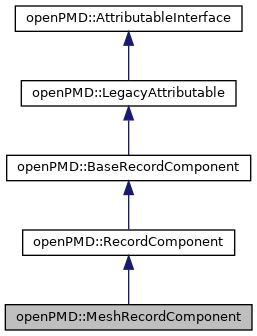 openPMD::AttributableInterface
openPMD::LegacyAttributable
openPMD::BaseRecordComponent
openPMD::RecordComponent
openPMD::MeshRecordComponent